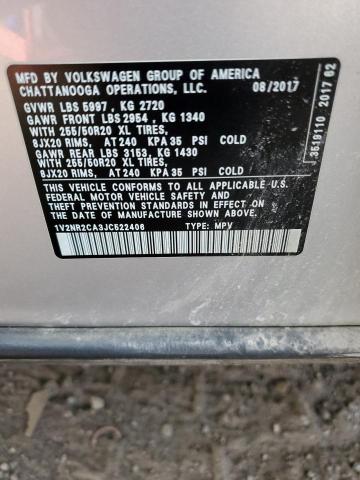 MFD. BY VOLKSWAGEN GROUP OF AMERICA
CHATTANOOGA OPERATIONS, LLC. 08/2017
GVWR LBS 5997, KG 2720
GAWR FRONT LBS 2954, KG 1340
WITH 255/50R20 XL TIRES,
8JX20 RIMS, AT 240 KPA 35 PSI COLD
GAWR REAR LBS 3153, KG 1430
WITH 255/50R20 XL TIRES,
8JX20 RIMS, AT 240 KPA 35 PSI COLD
THIS VEHICLE CONFORMS TO ALL APPLICABLE U.S.
FEDERAL MOTOR VEHICLE SAFETY AND
THEFT PREVENTION STANDARDS IN EFFECT ON
THE DATE OF MANUFACTURE SHOWN ABOVE.
1V2NR2CA3JC522406 TYPE: MPV
3519110 2017 62